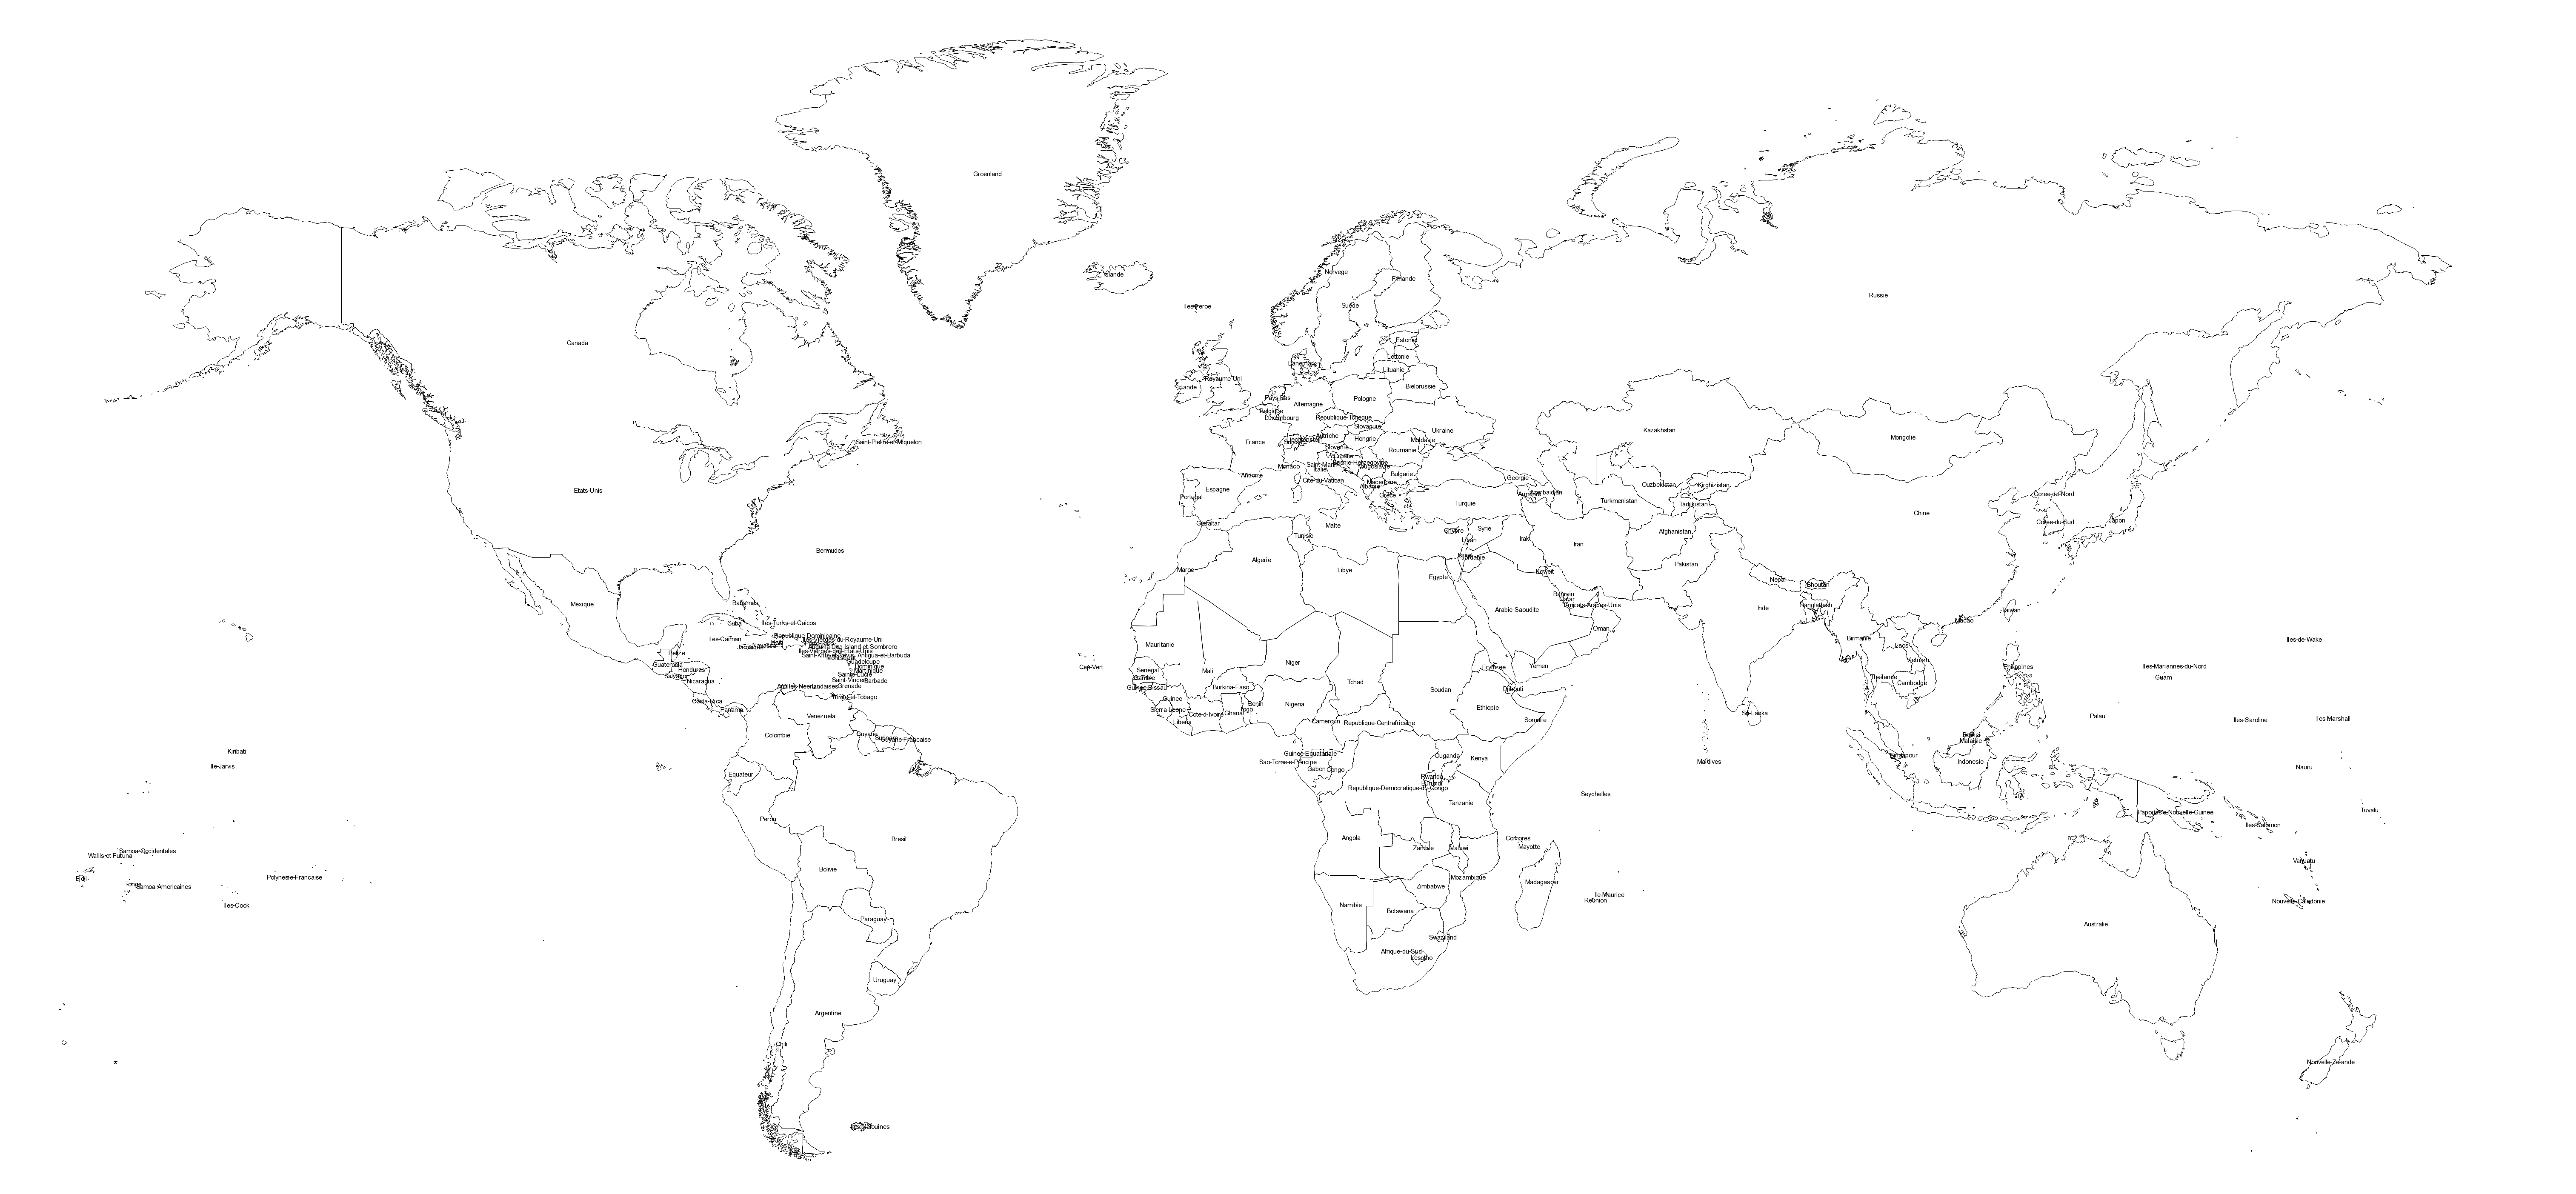 Groenland
Islande
Norvege
Finlande
Russie
Suede
Iles-Feroe
Estonie
Canada
Lettonie
Danemark
Lituanie
Royaume-Uni
Irlande
Bielorussie
Pays-Bas
Pologne
Allemagne
Belgique
Luxembourg
Republique-Tcheque
Slovaquie
Ukraine
Kazakhstan
Autriche
Mongolie
Saint-Pierre-et-Miquelon
France
Liechtenstein
Hongrie
Moldavie
Slovenie
Roumanie
Croatie
Bosnie-Herzegovine
Monaco
Saint-Marin
Yougoslavie
Italie
Andorre
Bulgarie
Georgie
Cite-du-Vatican
Macedoine
Albanie
Ouzbekistan
Kirghizistan
Etats-Unis
Espagne
Armenie
Azerbaidjan
Coree-du-Nord
Portugal
Grece
Turkmenistan
Turquie
Tadjikistan
Chine
Gibraltar
Malte
Coree-du-Sud
Japon
Syrie
Chypre
Afghanistan
Tunisie
Liban
Irak
Iran
Bermudes
Israel
Jordanie
Algerie
Pakistan
Maroc
Libye
Koweit
Egypte
Nepal
Bhoutan
Bahrein
Qatar
Mexique
Bahamas
Emirats-Arabes-Unis
Bangladesh
Arabie-Saoudite
Inde
Taiwan
Cuba
Iles-Turks-et-Caicos
Macao
Oman
Republique-Dominicaine
Iles-Caiman
Iles-Vierges-du-Royaume-Uni
Birmanie
Iles-de-Wake
Haiti
Jamaique
Mauritanie
Laos
Iles-Vierges-des-Etats-Unis
Belize
Antigua-et-Barbuda
Vietnam
Guadeloupe
Niger
Guatemala
Dominique
Yemen
Philippines
Iles-Mariannes-du-Nord
Cap-Vert
Erythree
Honduras
Martinique
Senegal
Mali
Salvador
Sainte-Lucie
Gambie
Thailande
Guam
Nicaragua
Saint-Vincent
Barbade
Tchad
Cambodge
Antilles-Neerlandaises
Grenade
Guinee-Bissau
Burkina-Faso
Soudan
Djibouti
Trinite-et-Tobago
Guinee
Costa-Rica
Benin
Nigeria
Ethiopie
Panama
Sierra-Leone
Togo
Sri-Lanka
Venezuela
Cote-d-Ivoire
Ghana
Palau
Liberia
Cameroun
Republique-Centrafricaine
Somalie
Iles-Caroline
Iles-Marshall
Colombie
Guyana
Surinam
Guyane-Francaise
Brunei
Malaisie
Kiribati
Guinee-Equatoriale
Ouganda
Kenya
Singapour
Sao-Tome-e-Principe
Maldives
Indonesie
Ile-Jarvis
Gabon
Congo
Nauru
Equateur
Rwanda
Burundi
Republique-Democratique-du-Congo
Seychelles
Tanzanie
Tuvalu
Papouasie-Nouvelle-Guinee
Perou
Iles-Salomon
Bresil
Angola
Comores
Mayotte
Samoa-Occidentales
Zambie
Malawi
Wallis-et-Futuna
Vanuatu
Bolivie
Fidji
Polynesie-Francaise
Mozambique
Madagascar
Tonga
Samoa-Americaines
Zimbabwe
Ile-Maurice
Reunion
Nouvelle-Caledonie
Iles-Cook
Namibie
Botswana
Paraguay
Australie
Swaziland
Afrique-du-Sud
Lesotho
Uruguay
Argentine
Chili
Nouvelle-Zelande